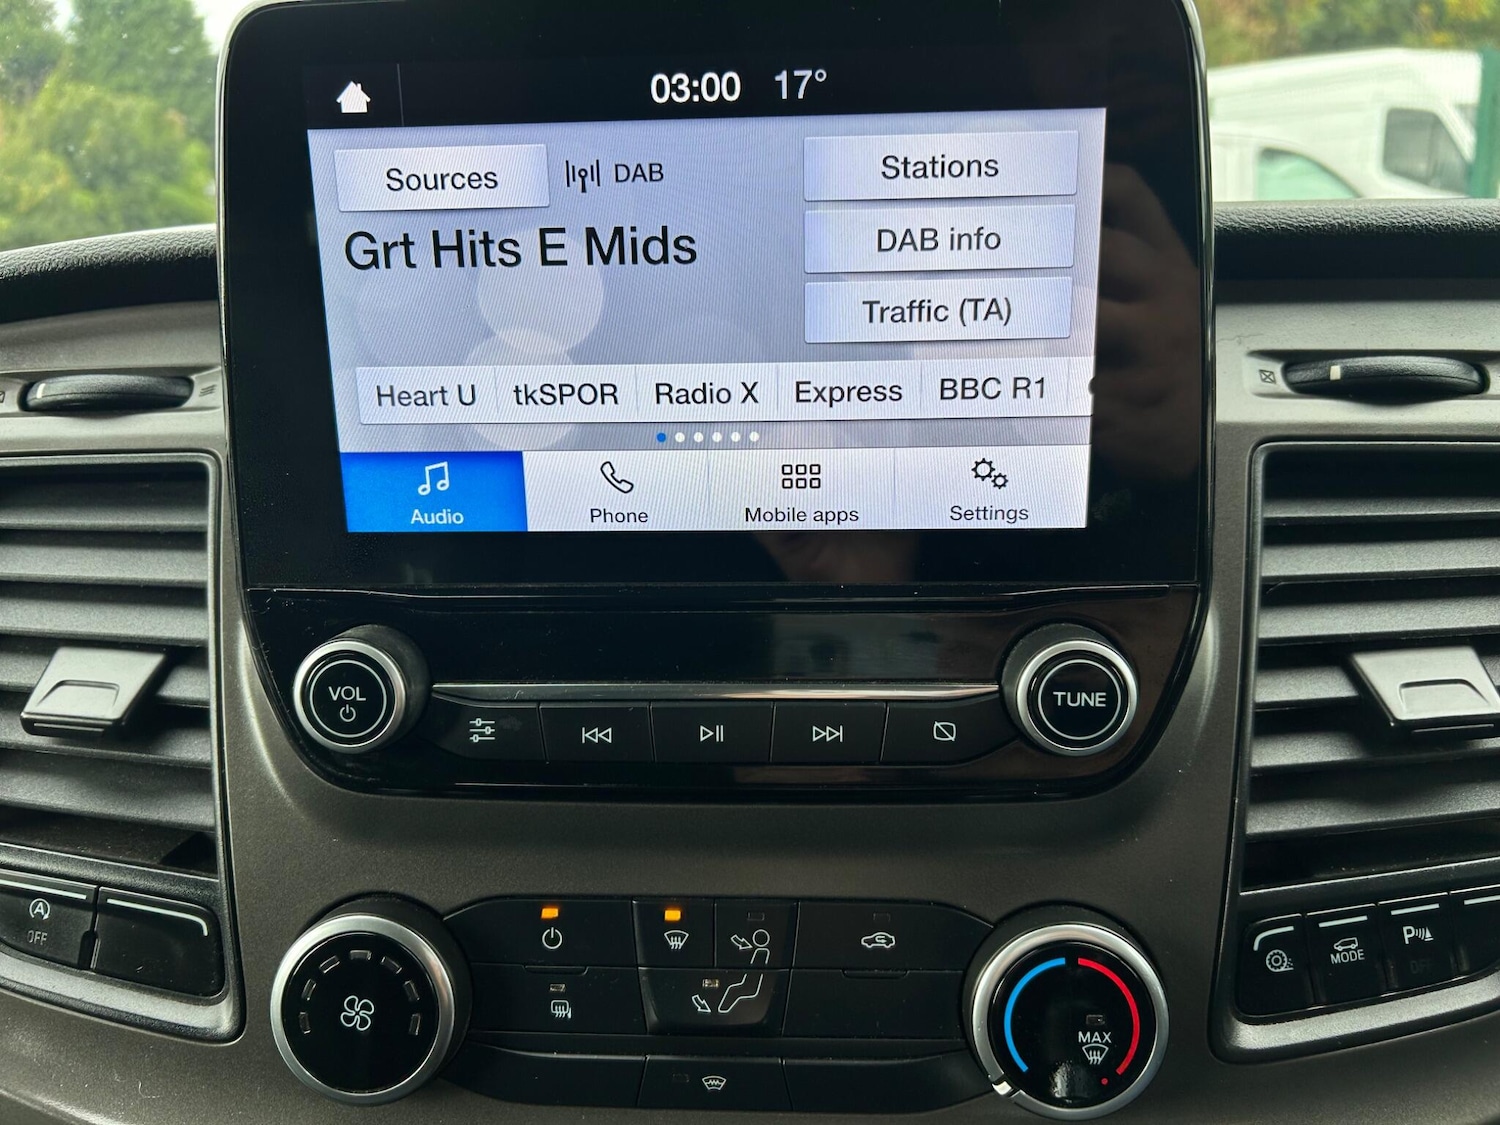 03:00 17°
Sources DAB Stations
Grt Hits E Mids
DAB info
Traffic (TA)
Heart U tkSPOR Radio X Express BBC R1
Audio Phone Mobile apps Settings
VOL
TUNE
A
OFF
MODE
P
OFF
MAX